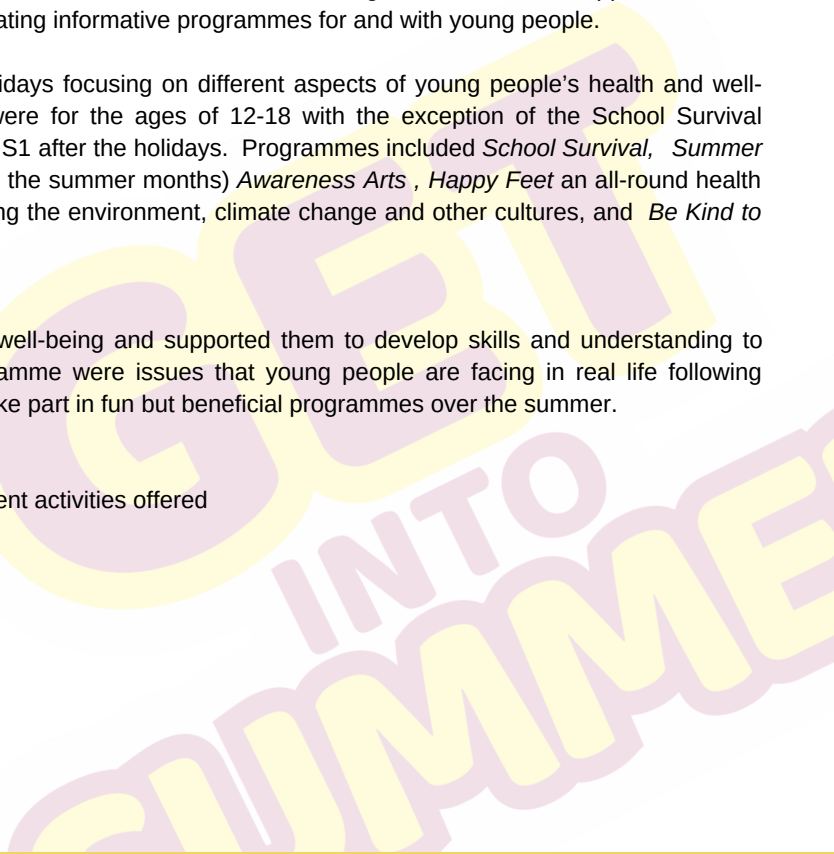 ating informative programmes for and with young people.
idays focusing on different aspects of young people's health and well-
were for the ages of 12-18 with the exception of the School Survival
S1 after the holidays. Programmes included School Survival, Summer
the summer months) Awareness Arts , Happy Feet an all-round health
ng the environment, climate change and other cultures, and Be Kind to
well-being and supported them to develop skills and understanding to
amme were issues that young people are facing in real life following
ke part in fun but beneficial programmes over the summer.
ent activities offered
GET
INTO
SUMME